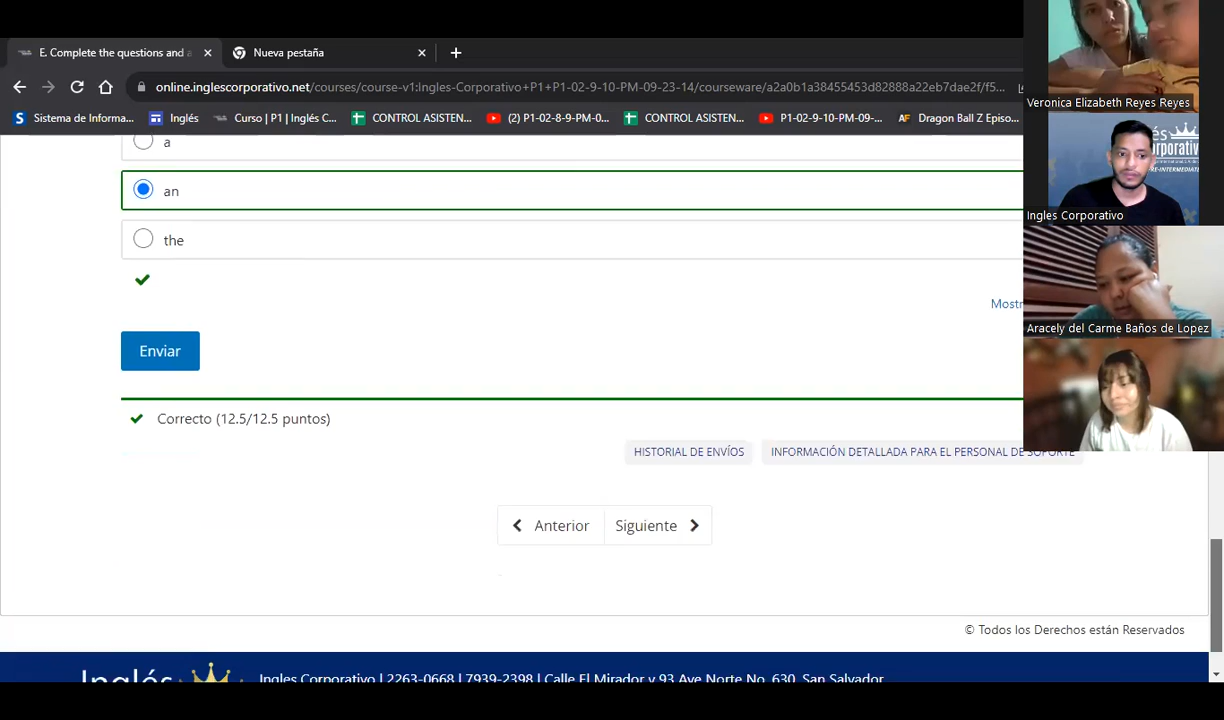 E. Complete the questions and a
Nueva pestaña
online.inglescorporativo.net/courses/course-v1:Ingles-Corporativo+P1+P1-02-9-10-PM-09-23-14/courseware/a2a0b1a38455453d82888a22eb7dae2f/f5...
Sistema de Informa...
Inglés
Curso | P1 | Inglés C...
CONTROL ASISTEN...
(2) P1-02-8-9-PM-0...
CONTROL ASISTEN...
P1-02-9-10-PM-09-...
Dragon Ball Z Episo...
a
an
the
Mostr
Enviar
Correcto (12.5/12.5 puntos)
HISTORIAL DE ENVÍOS
INFORMACIÓN DETALLADA PARA EL PERSONAL DE SOPORTE
Anterior
Siguiente
© Todos los Derechos están Reservados
Inglés
Ingles Corporativo | 2263-0668 | 7939-2398 | Calle El Mirador y 93 Ave Norte No. 630, San Salvador
Veronica Elizabeth Reyes Reyes
Ingles Corporativo
Aracely del Carme Baños de Lopez